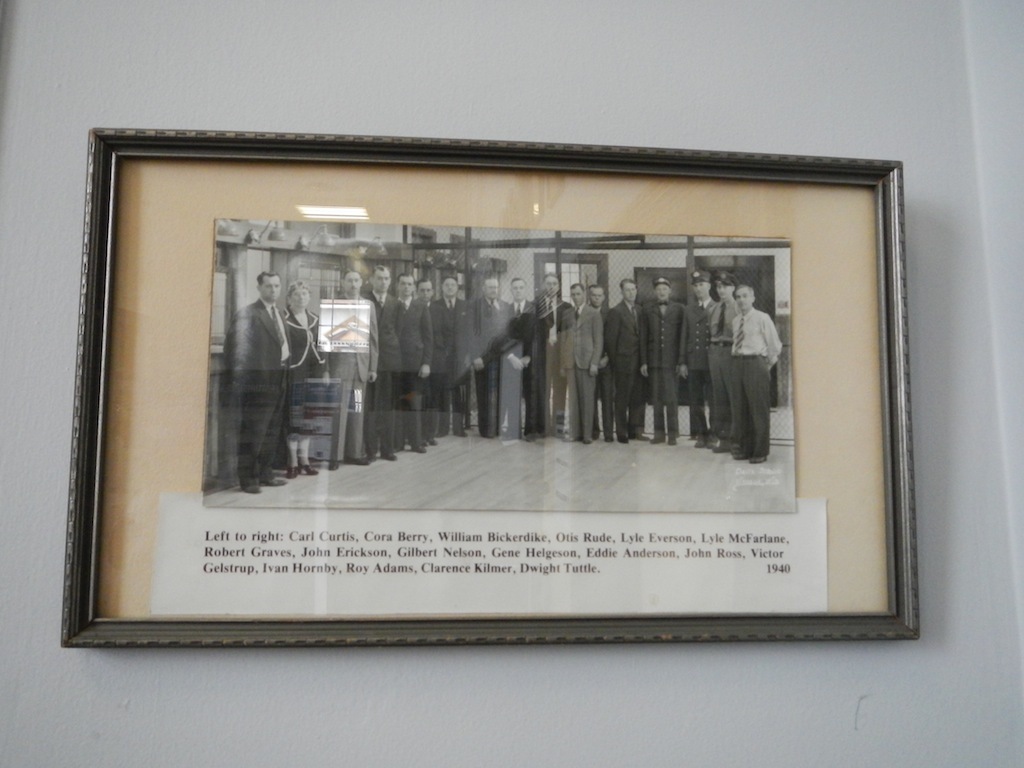 Left to right: Carl Curtis, Cora Berry, William Bickerdike, Otis Rude, Lyle Everson, Lyle McFarlane,
Robert Graves, John Erickson, Gilbert Nelson, Gene Helgeson, Eddie Anderson, John Ross, Victor
Gelstrup, Ivan Hornby, Roy Adams, Clarence Kilmer, Dwight Tuttle. 1940